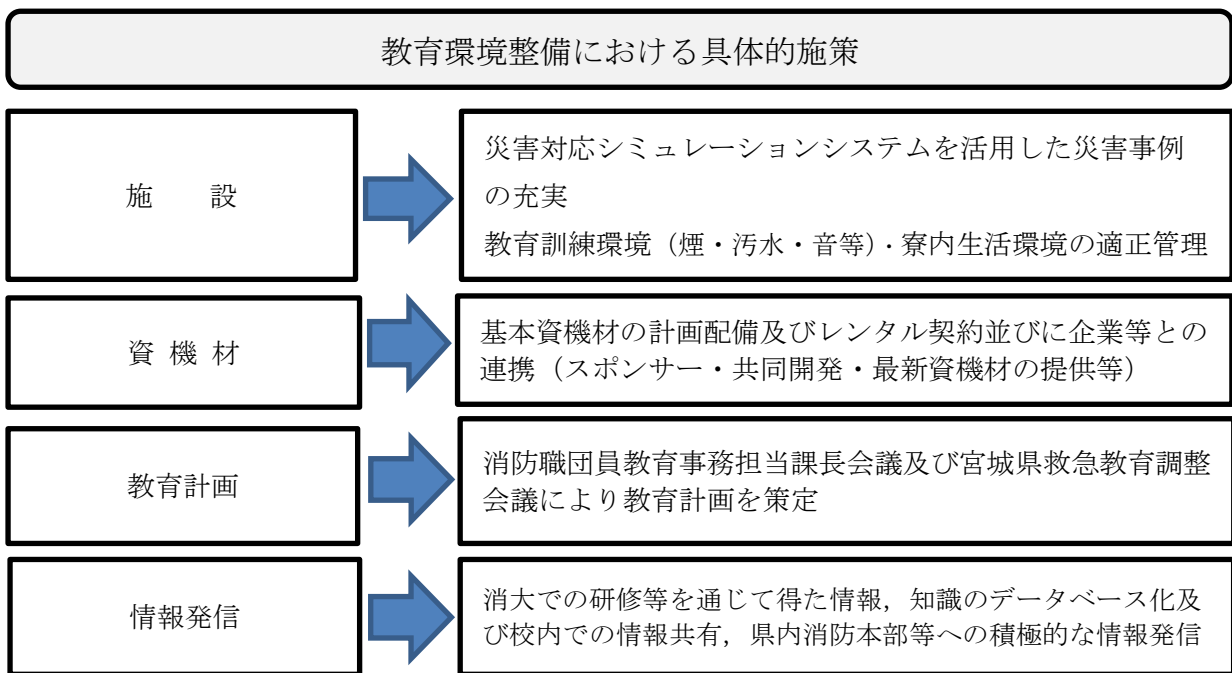 教育環境整備における具体的施策
施　設
災害対応シミュレーションシステムを活用した災害事例
の充実
教育訓練環境（煙・汚水・音等）・寮内生活環境の適正管理
資 機 材
基本資機材の計画配備及びレンタル契約並びに企業等との
連携（スポンサー・共同開発・最新資機材の提供等）
教育計画
消防職団員教育事務担当課長会議及び宮城県救急教育調整
会議により教育計画を策定
情報発信
消大での研修等を通じて得た情報，知識のデータベース化及
び校内での情報共有，県内消防本部等への積極的な情報発信